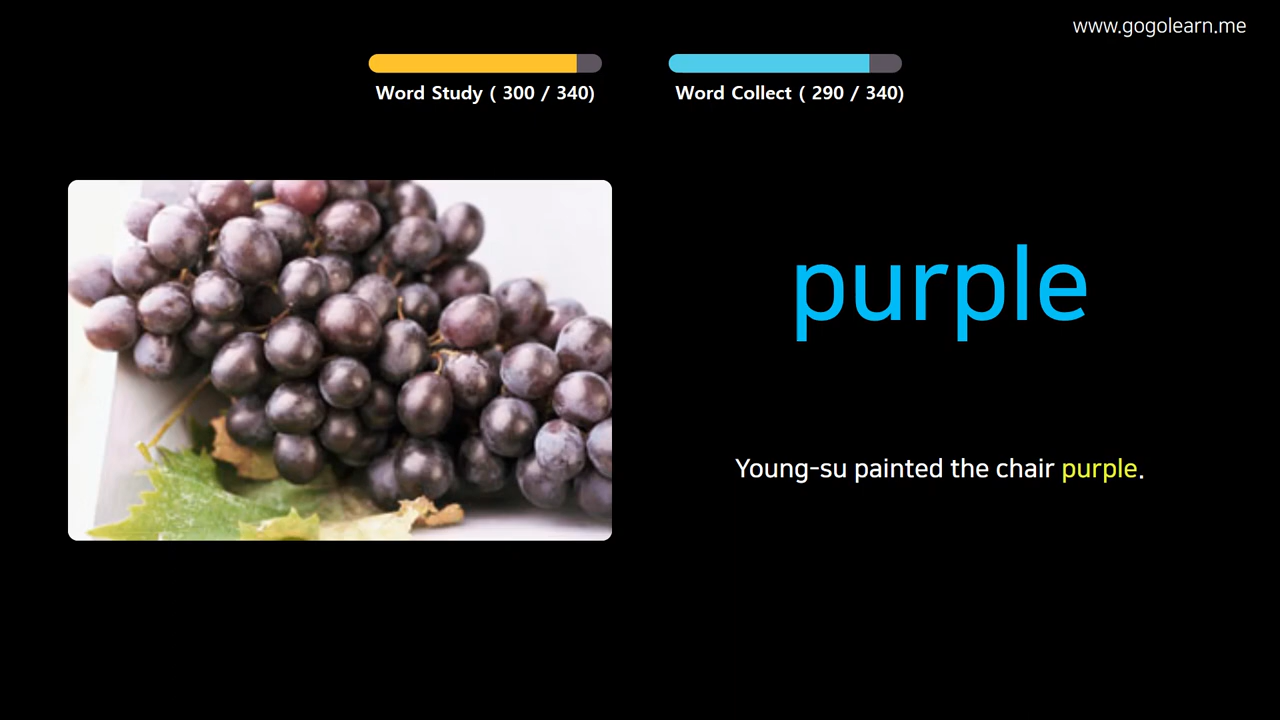 www.gogolearn.me
Word Study ( 300 / 340)
Word Collect ( 290 / 340)
purple
Young-su painted the chair purple.